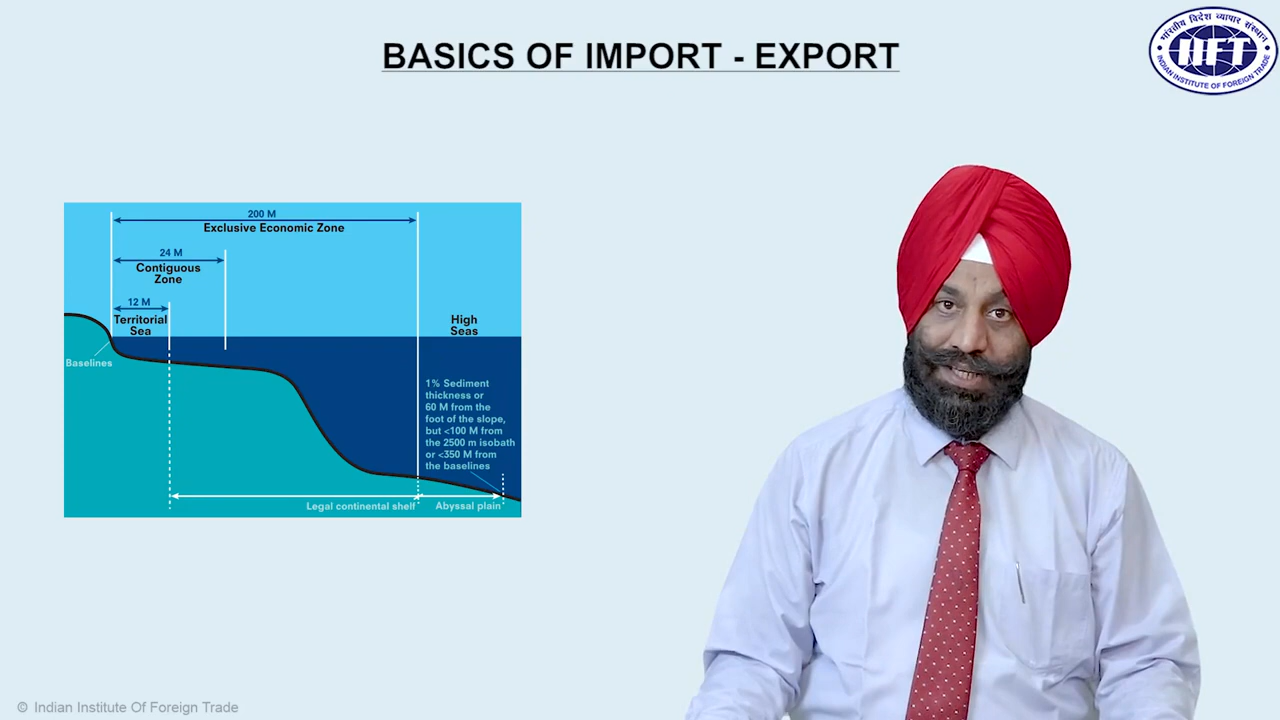 BASICS OF IMPORT - EXPORT
भारतीय विदेश व्यापार संस्थान
IIFT
INDIAN INSTITUTE OF FOREIGN TRADE
200 M
Exclusive Economic Zone
24 M
Contiguous
Zone
12 M
Territorial
Sea
High
Seas
Baselines
1% Sediment
thickness or
60 M from the
foot of the slope,
but <100 M from
the 2500 m isobath
or <350 M from
the baselines
Legal continental shelf
Abyssal plain
© Indian Institute Of Foreign Trade